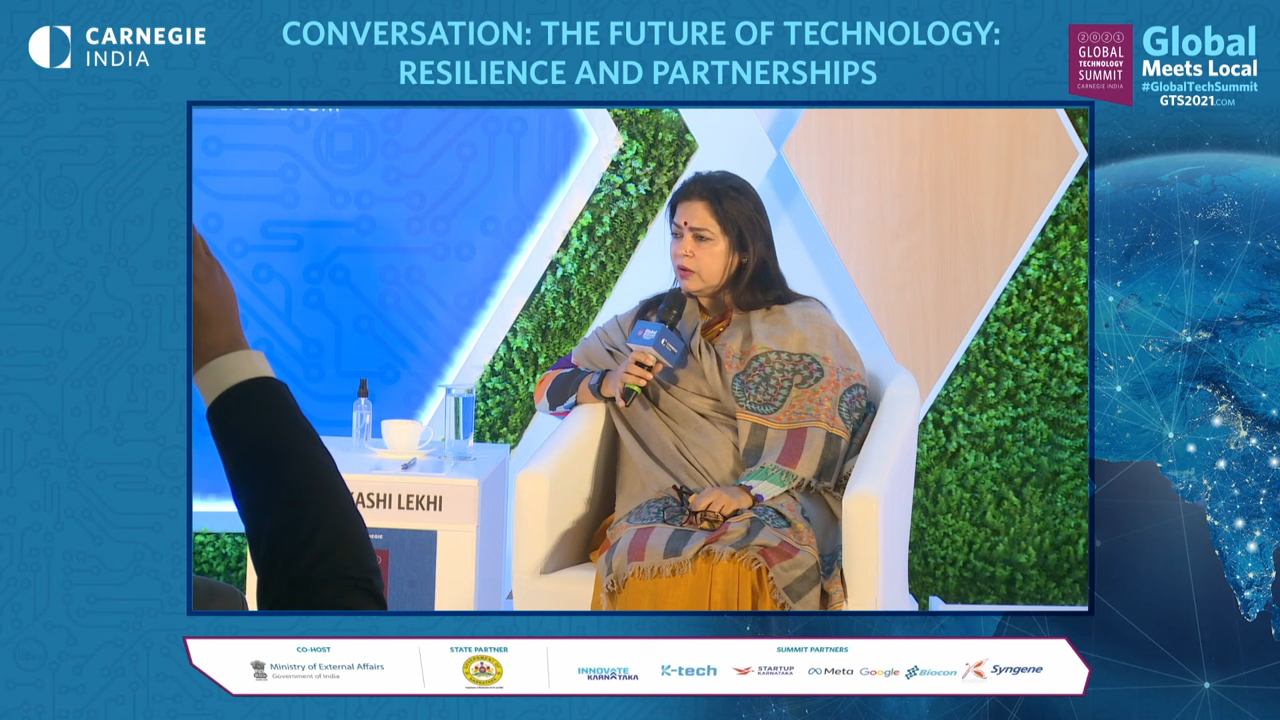 CARNEGIE
INDIA
CONVERSATION: THE FUTURE OF TECHNOLOGY:
RESILIENCE AND PARTNERSHIPS
2021
GLOBAL
TECHNOLOGY
SUMMIT
CARNEGIE INDIA
Global
Meets Local
#GlobalTechSummit
GTS2021.COM
KASHI LEKHI
CO-HOST
Ministry of External Affairs
Government of India
STATE PARTNER
SUMMIT PARTNERS
INNOVATE
KARNATAKA
K-tech
STARTUP
KARNATAKA
Meta
Google
Biocon
Syngene